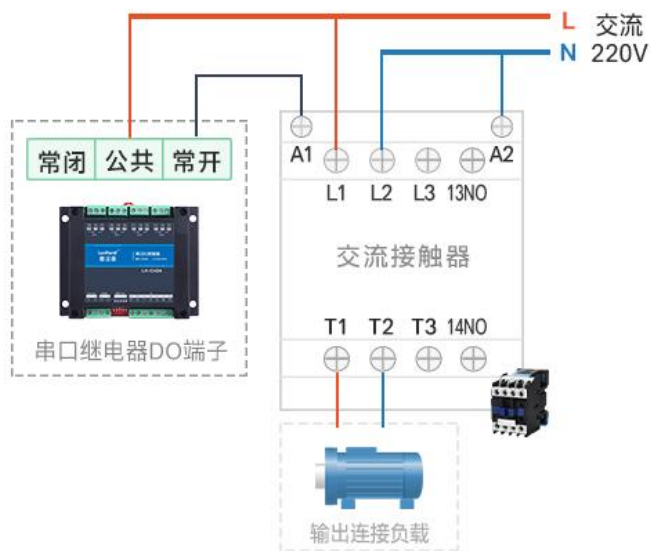 L 交流
N 220V
常闭 公共 常开
A1 A2
L1 L2 L3 13NO
交流接触器
T1 T2 T3 14NO
串口继电器DO端子
输出连接负载